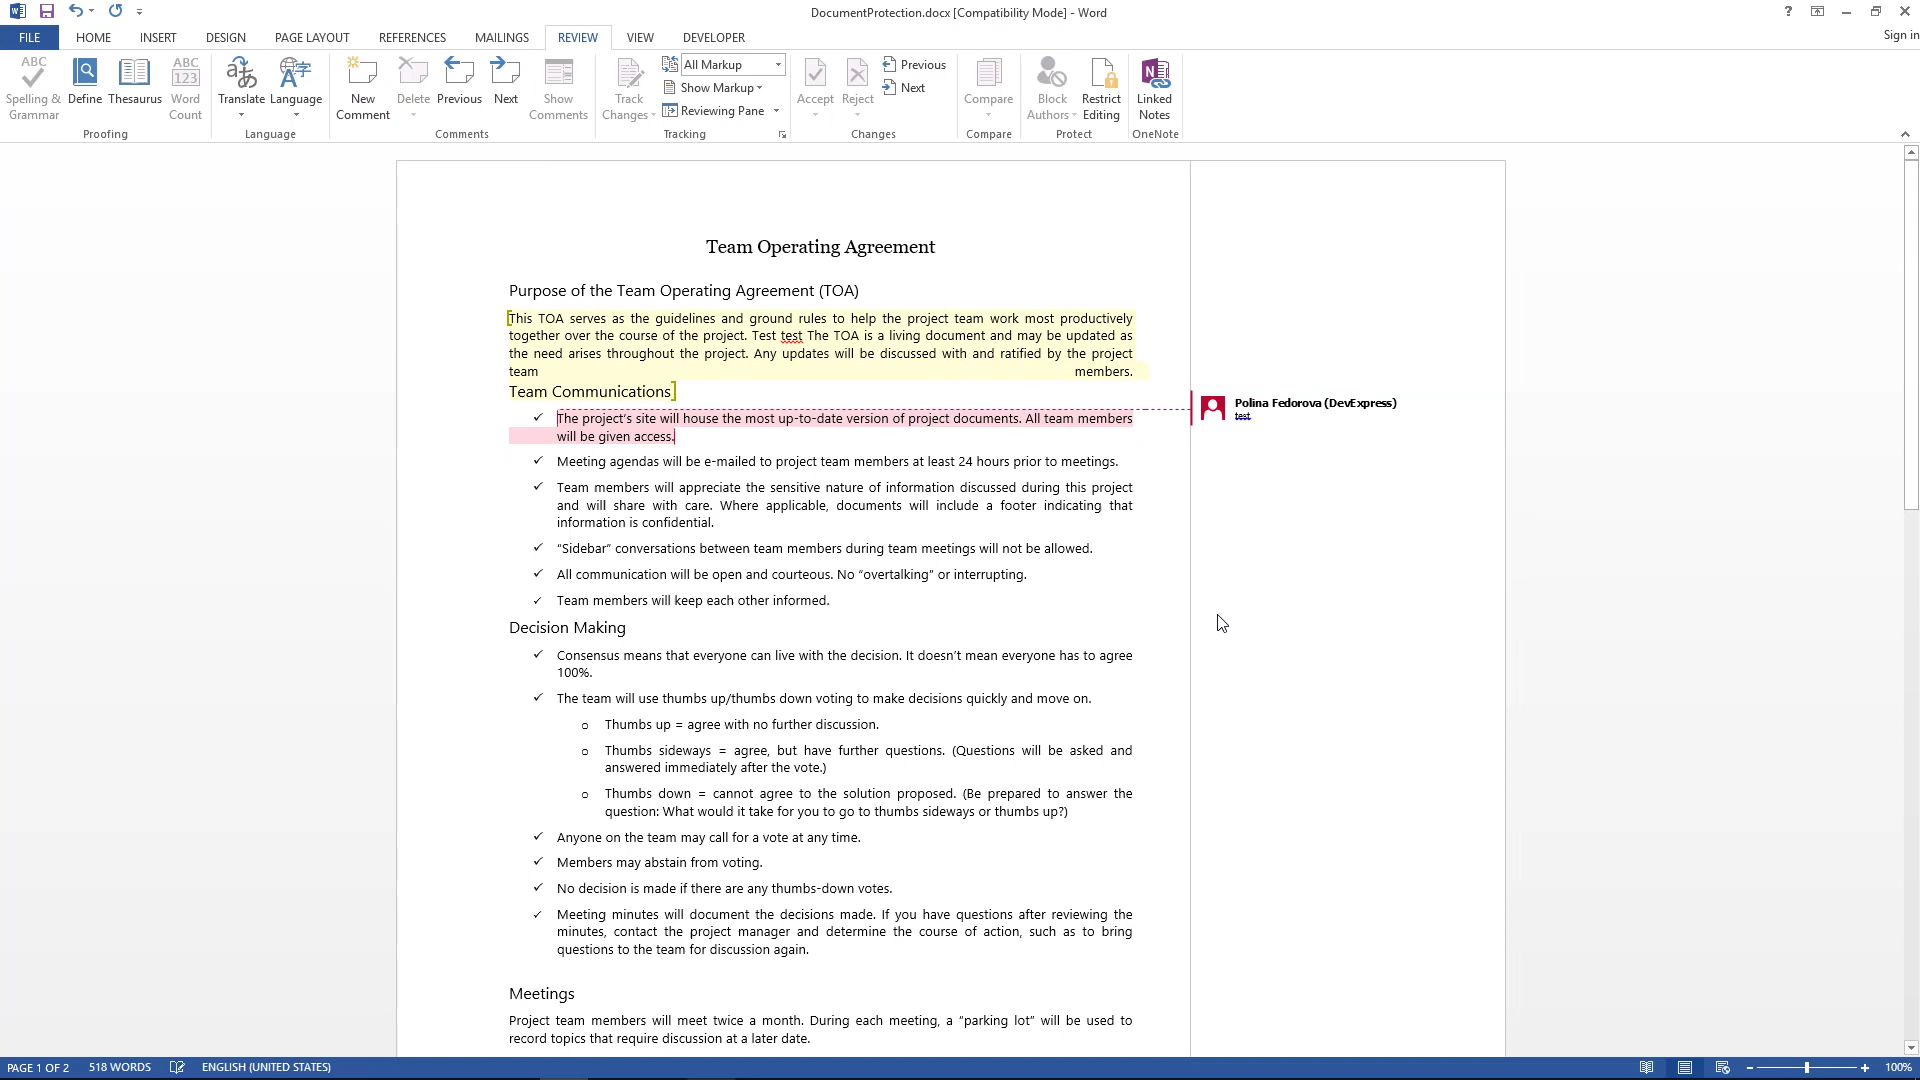 DocumentProtection.docx [Compatibility Mode] - Word
?
FILE HOME INSERT DESIGN PAGE LAYOUT REFERENCES MAILINGS REVIEW VIEW DEVELOPER
Sign in
ABC
Spelling &
Grammar
Define
Thesaurus
ABC
123
Word
Count
Proofing
Translate
Language
Language
New
Comment
Delete
Previous
Next
Show
Comments
Comments
Track
Changes
All Markup
Show Markup
Reviewing Pane
Tracking
Accept
Reject
Previous
Next
Changes
Compare
Compare
Block
Authors
Restrict
Editing
Protect
Linked
Notes
OneNote
Team Operating Agreement
Purpose of the Team Operating Agreement (TOA)
This TOA serves as the guidelines and ground rules to help the project team work most productively
together over the course of the project. Test test The TOA is a living document and may be updated as
the need arises throughout the project. Any updates will be discussed with and ratified by the project
team members.
Team Communications
✓ The project’s site will house the most up-to-date version of project documents. All team members
will be given access.
Polina Fedorova (DevExpress)
test
✓ Meeting agendas will be e-mailed to project team members at least 24 hours prior to meetings.
✓ Team members will appreciate the sensitive nature of information discussed during this project
and will share with care. Where applicable, documents will include a footer indicating that
information is confidential.
✓ “Sidebar” conversations between team members during team meetings will not be allowed.
✓ All communication will be open and courteous. No “overtalking” or interrupting.
✓ Team members will keep each other informed.
Decision Making
✓ Consensus means that everyone can live with the decision. It doesn’t mean everyone has to agree
100%.
✓ The team will use thumbs up/thumbs down voting to make decisions quickly and move on.
o Thumbs up = agree with no further discussion.
o Thumbs sideways = agree, but have further questions. (Questions will be asked and
answered immediately after the vote.)
o Thumbs down = cannot agree to the solution proposed. (Be prepared to answer the
question: What would it take for you to go to thumbs sideways or thumbs up?)
✓ Anyone on the team may call for a vote at any time.
✓ Members may abstain from voting.
✓ No decision is made if there are any thumbs-down votes.
✓ Meeting minutes will document the decisions made. If you have questions after reviewing the
minutes, contact the project manager and determine the course of action, such as to bring
questions to the team for discussion again.
Meetings
Project team members will meet twice a month. During each meeting, a “parking lot” will be used to
record topics that require discussion at a later date.
PAGE 1 OF 2 518 WORDS ENGLISH (UNITED STATES) 100%